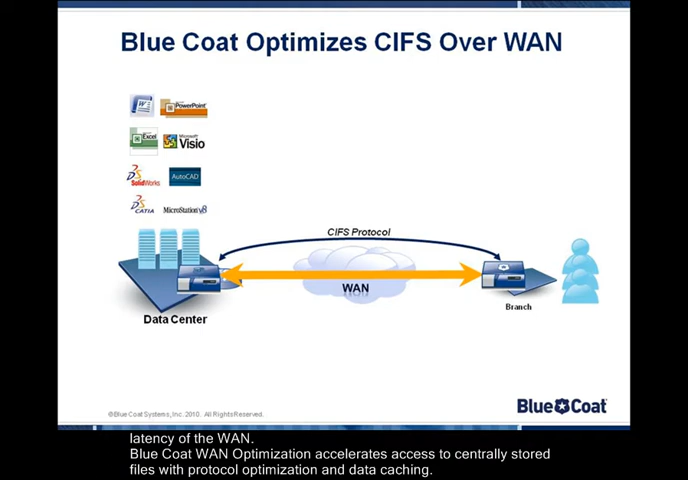 Blue Coat Optimizes CIFS Over WAN
PowerPoint
Excel
Microsoft
Visio
SolidWorks
AutoCAD
CATIA
MicroStation v8
CIFS Protocol
WAN
Data Center
Branch
©Blue Coat Systems, Inc. 2010. All Rights Reserved.
Blue Coat
latency of the WAN.
Blue Coat WAN Optimization accelerates access to centrally stored
files with protocol optimization and data caching.